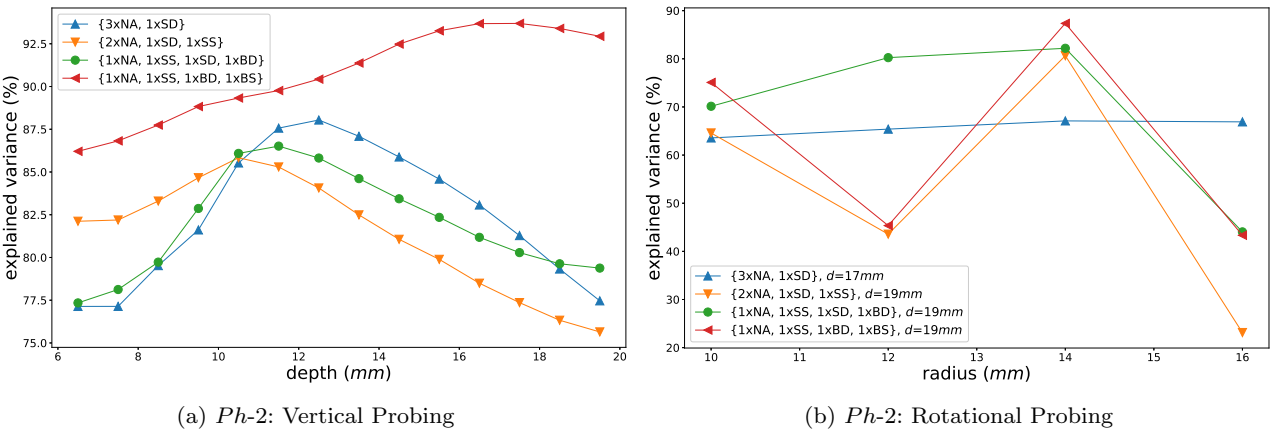 {3xNA, 1xSD}
{2xNA, 1xSD, 1xSS}
{1xNA, 1xSS, 1xSD, 1xBD}
{1xNA, 1xSS, 1xBD, 1xBS}
explained variance (%)
92.5
90.0
87.5
85.0
82.5
80.0
77.5
75.0
6 8 10 12 14 16 18 20
depth (mm)
(a) Ph-2: Vertical Probing
explained variance (%)
90
80
70
60
50
40
30
20
{3xNA, 1xSD}, d=17mm
{2xNA, 1xSD, 1xSS}, d=19mm
{1xNA, 1xSS, 1xSD, 1xBD}, d=19mm
{1xNA, 1xSS, 1xBD, 1xBS}, d=19mm
10 11 12 13 14 15 16
radius (mm)
(b) Ph-2: Rotational Probing